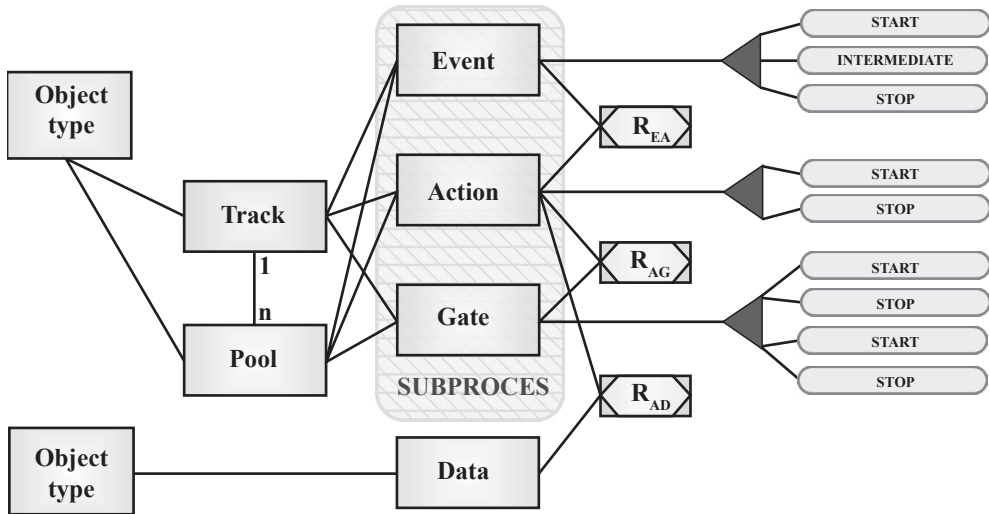 Object
type
Track
1
n
Pool
Event
Action
Gate
SUBPROCES
Object
type
Data
R_EA
R_AG
R_AD
START
INTERMEDIATE
STOP
START
STOP
START
STOP
START
STOP